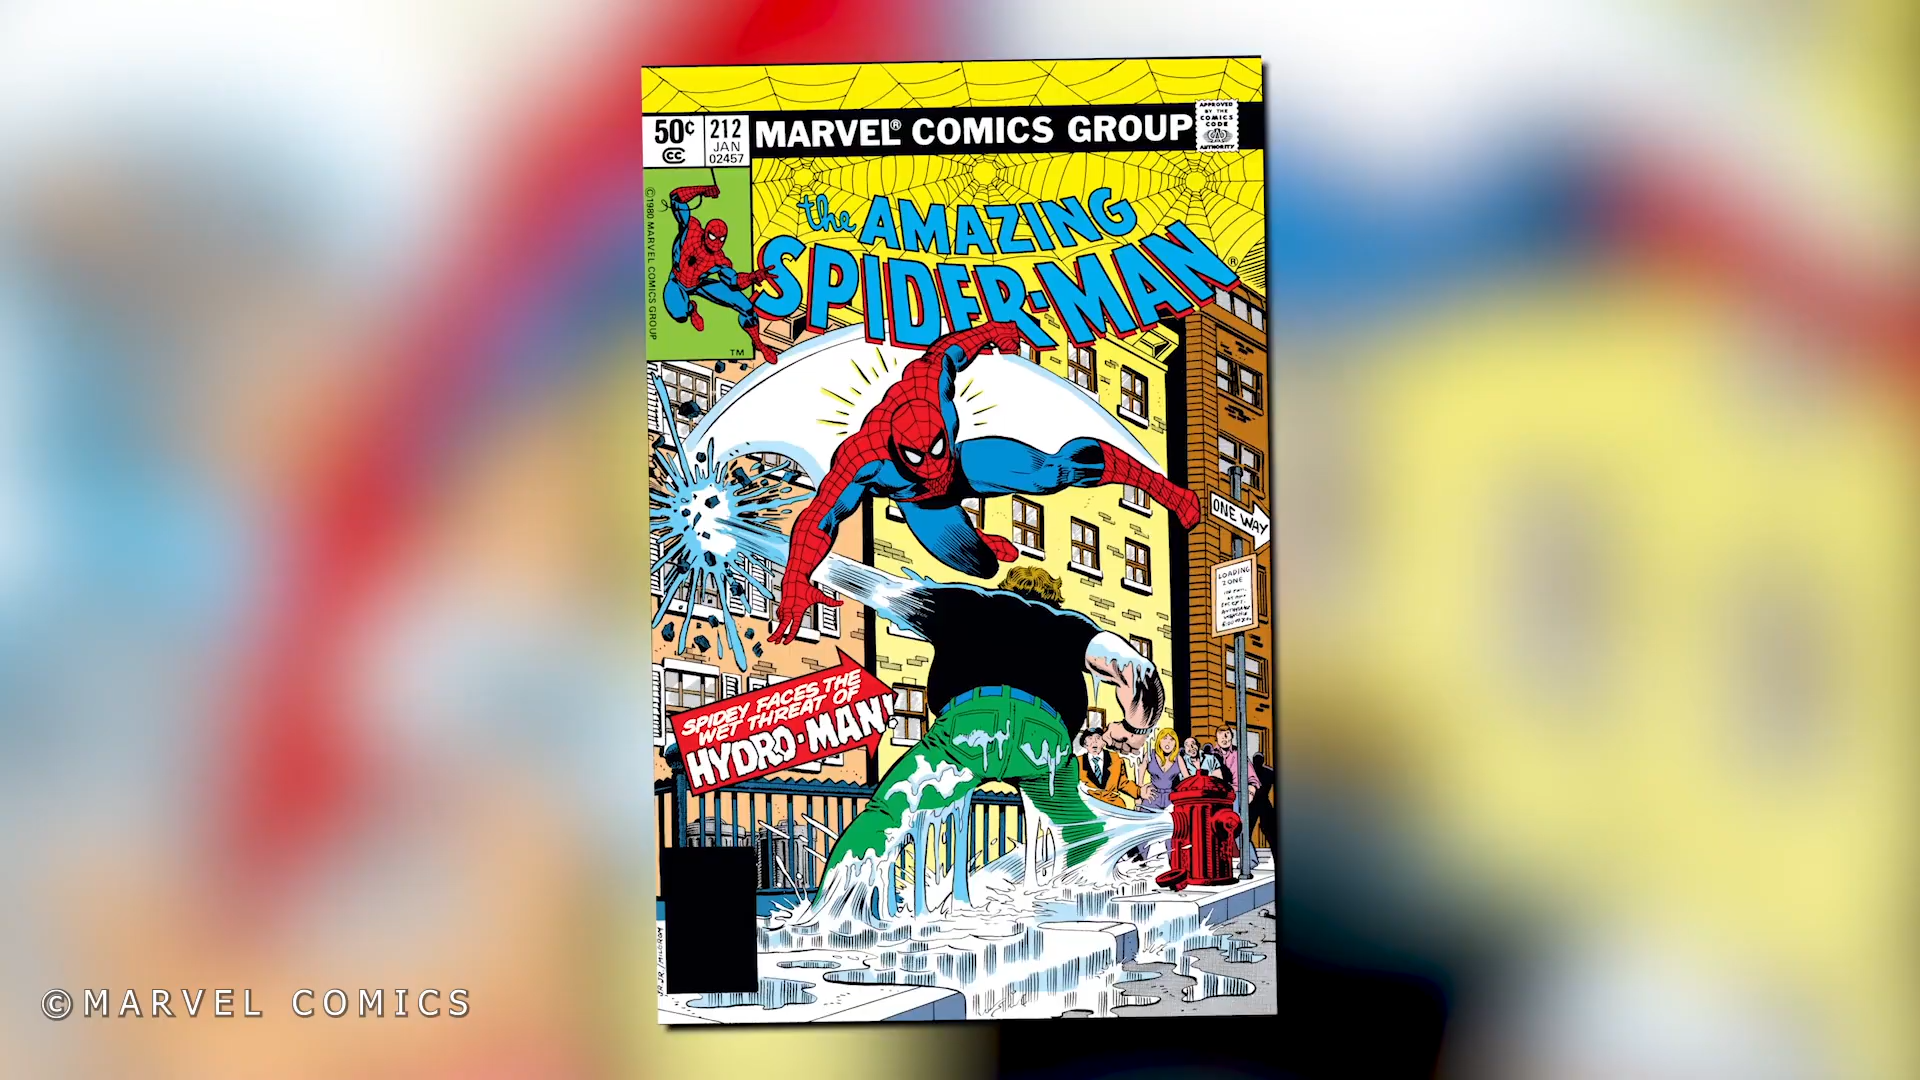 50¢
CC
212
JAN
02457
MARVEL® COMICS GROUP
APPROVED
BY THE
COMICS
CODE
AUTHORITY
©1980 MARVEL COMICS GROUP
TM
the AMAZING
SPIDER-MAN®
ONE WAY
LOADING
ZONE
SPIDEY FACES THE
WET THREAT OF
HYDRO-MAN!
©MARVEL COMICS